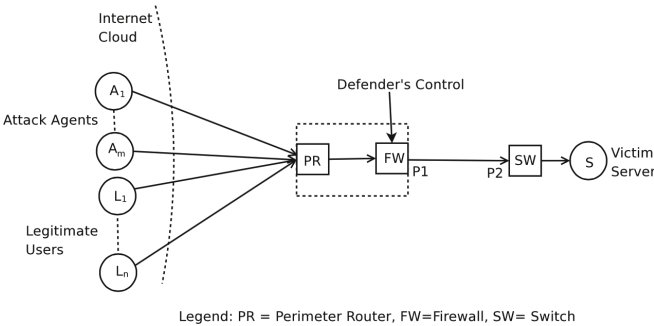 Internet
Cloud
A1
Defender's Control
Attack Agents
Am
PR
FW
P1
P2
SW
S
Victim
Server
L1
Legitimate
Users
Ln
Legend: PR = Perimeter Router, FW=Firewall, SW= Switch